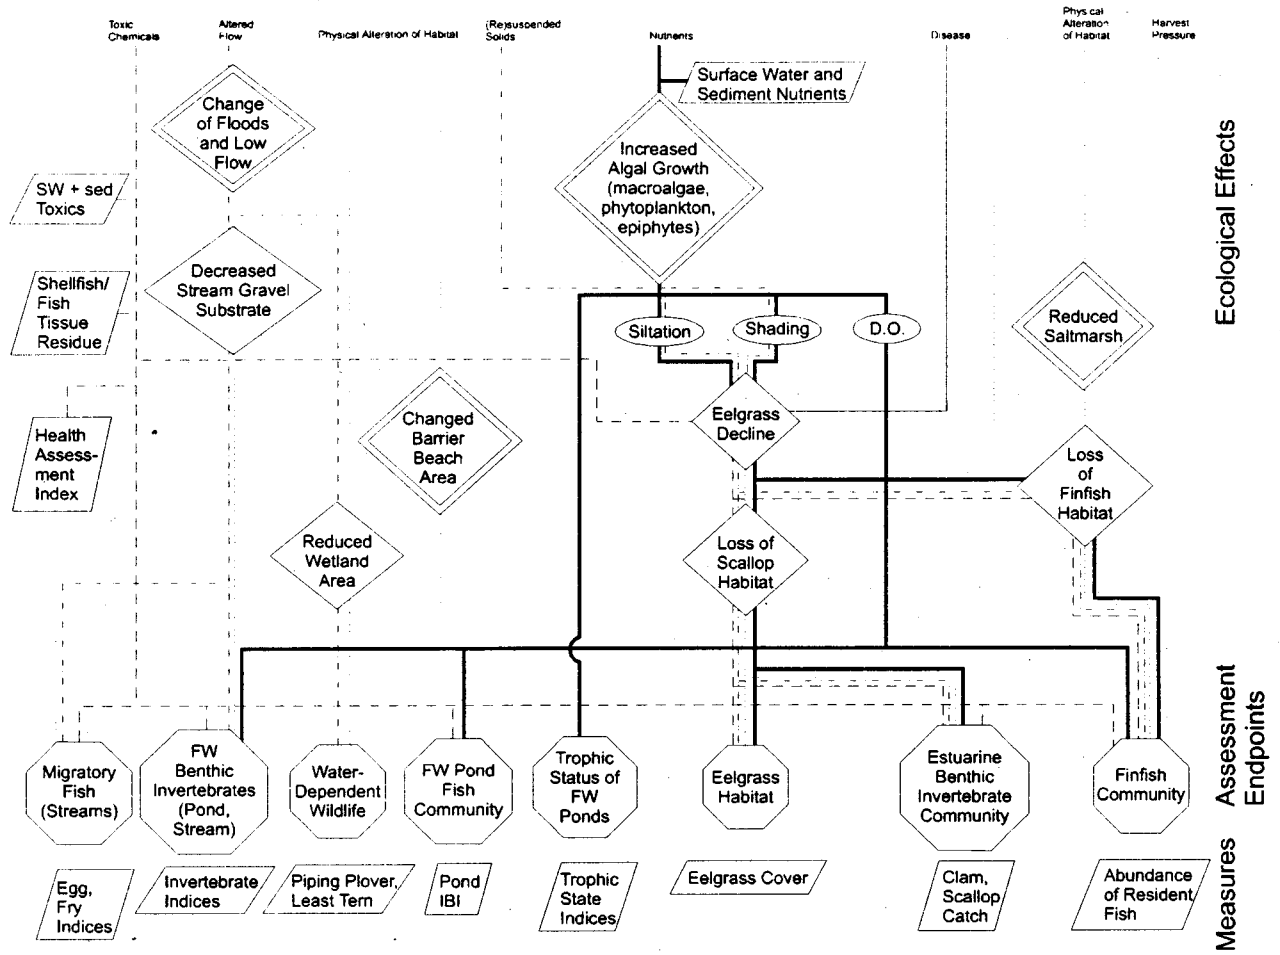 Toxic
Chemicals
Altered
Flow
Physical Alteration of Habitat
(Re)suspended
Solids
Nutrients
Disease
Physical
Alteration
of Habitat
Harvest
Pressure
Surface Water and
Sediment Nutrients
Change
of Floods
and Low
Flow
Increased
Algal Growth
(macroalgae,
phytoplankton,
epiphytes)
SW + sed
Toxics
Decreased
Stream Gravel
Substrate
Shellfish/
Fish
Tissue
Residue
Siltation
Shading
D.O.
Reduced
Saltmarsh
Ecological Effects
Health
Assess-
ment
Index
Changed
Barrier
Beach
Area
Eelgrass
Decline
Loss
of
Finfish
Habitat
Reduced
Wetland
Area
Loss of
Scallop
Habitat
Migratory
Fish
(Streams)
FW
Benthic
Invertebrates
(Pond,
Stream)
Water-
Dependent
Wildlife
FW Pond
Fish
Community
Trophic
Status of
FW
Ponds
Eelgrass
Habitat
Estuarine
Benthic
Invertebrate
Community
Finfish
Community
Assessment
Endpoints
Egg,
Fry
Indices
Invertebrate
Indices
Piping Plover,
Least Tern
Pond
IBI
Trophic
State
Indices
Eelgrass Cover
Clam,
Scallop
Catch
Abundance
of Resident
Fish
Measures